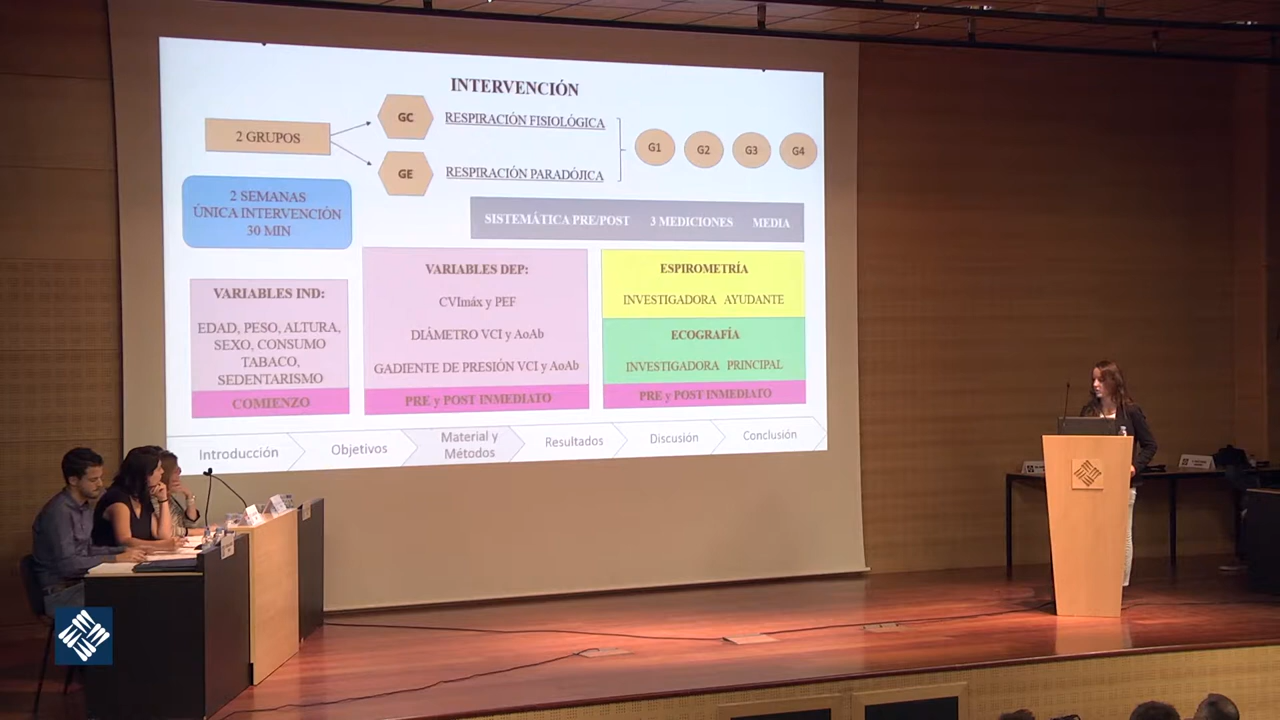 INTERVENCIÓN
2 GRUPOS
GC
RESPIRACIÓN FISIOLÓGICA
GE
RESPIRACIÓN PARADÓJICA
G1
G2
G3
G4
2 SEMANAS
ÚNICA INTERVENCIÓN
30 MIN
SISTEMÁTICA PRE/POST 3 MEDICIONES MEDIA
VARIABLES IND:
EDAD, PESO, ALTURA,
SEXO, CONSUMO
TABACO,
SEDENTARISMO
COMIENZO
VARIABLES DEP:
CVImáx y PEF
DIÁMETRO VCI y AoAb
GADIENTE DE PRESIÓN VCI y AoAb
PRE y POST INMEDIATO
ESPIROMETRÍA
INVESTIGADORA AYUDANTE
ECOGRAFÍA
INVESTIGADORA PRINCIPAL
PRE y POST INMEDIATO
Introducción
Objetivos
Material y
Métodos
Resultados
Discusión
Conclusión